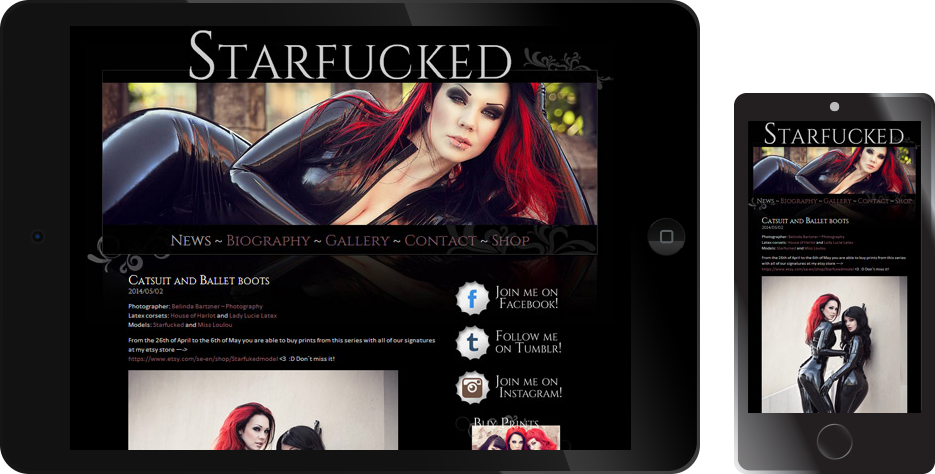 Starfucked
News ~ Biography ~ Gallery ~ Contact ~ Shop
Catsuit and Ballet boots
2014/05/02
Photographer: Belinda Bartzner – Photography
Latex corsets: House of Harlot and Lady Lucie Latex
Models: Starfucked and Miss Loulou
From the 26th of April to the 6th of May you are able to buy prints from this series with all of our signatures
at my etsy store —->
https://www.etsy.com/se-en/shop/Starfukedmodel <3 :D Don't miss it!
Join me on
Facebook!
Follow me
on Tumblr!
Join me on
Instagram!
Buy Prints
Starfucked
News ~ Biography ~ Gallery ~ Contact ~ Shop
Catsuit and Ballet boots
2014/05/02
Photographer: Belinda Bartzner – Photography
Latex corsets: House of Harlot and Lady Lucie Latex
Models: Starfucked and Miss Loulou
From the 26th of April to the 6th of May you are able to buy prints from this series
with all of our signatures at my etsy store —->
https://www.etsy.com/se-en/shop/Starfukedmodel <3 :D Don't miss it!